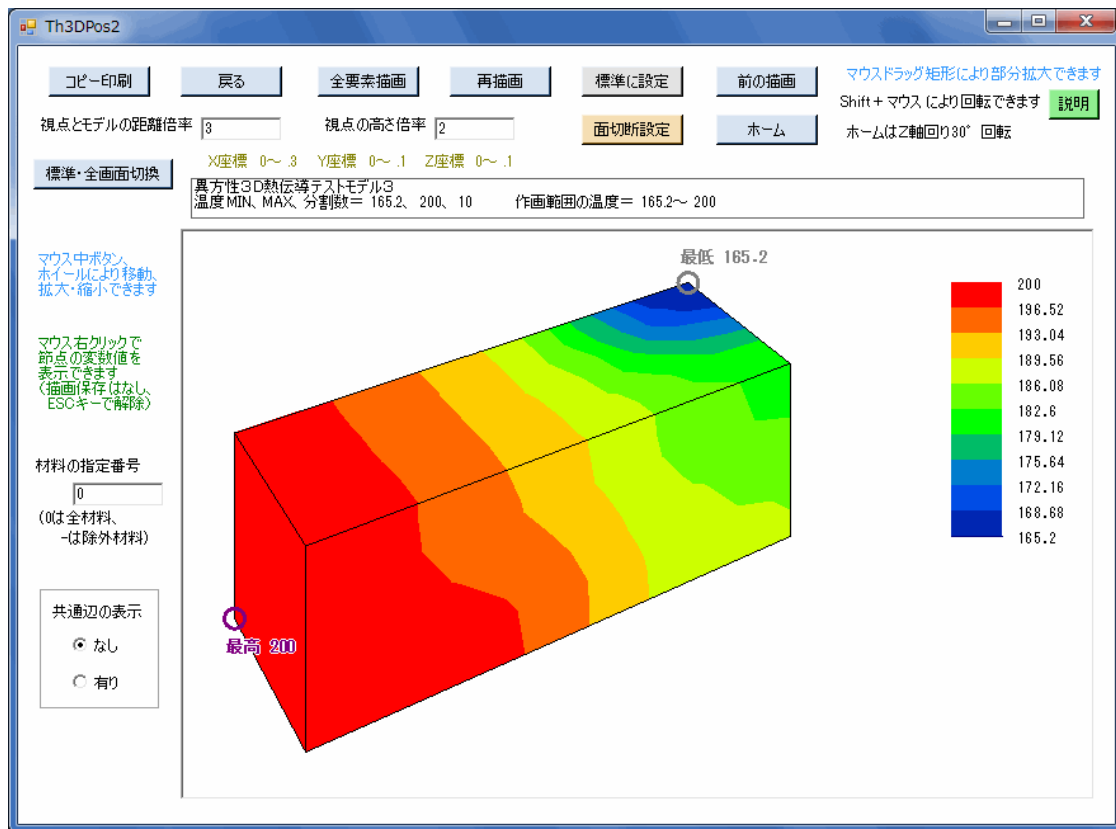 Th3DPos2
コピー印刷
戻る
全要素描画
再描画
標準に設定
前の描画
マウスドラッグ矩形により部分拡大できます
Shift+マウスにより回転できます
説明
視点とモデルの距離倍率 3
視点の高さ倍率 2
面切断設定
ホーム
ホームはZ軸回り30°回転
標準・全画面切換
X座標 0～ .3 Y座標 0～ .1 Z座標 0～ .1
異方性3D熱伝導テストモデル3
温度MIN、MAX、分割数= 165.2、 200、 10 作画範囲の温度= 165.2～ 200
マウス中ボタン、
ホイールにより移動、
拡大・縮小できます
マウス右クリックで
節点の変数値を
表示できます
(描画保存はなし、
ESCキーで解除)
材料の指定番号
0
(0は全材料、
-は除外材料)
共通辺の表示
なし
有り
最低 165.2
最高 200
200
196.52
193.04
189.56
186.08
182.6
179.12
175.64
172.16
168.68
165.2